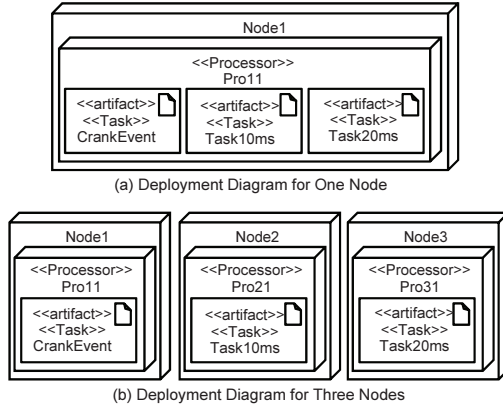 Node1
<<Processor>>
Pro11
<<artifact>> <<artifact>> <<artifact>>
<<Task>> <<Task>> <<Task>>
CrankEvent Task10ms Task20ms
(a) Deployment Diagram for One Node
Node1 Node2 Node3
<<Processor>> <<Processor>> <<Processor>>
Pro11 Pro21 Pro31
<<artifact>> <<artifact>> <<artifact>>
<<Task>> <<Task>> <<Task>>
CrankEvent Task10ms Task20ms
(b) Deployment Diagram for Three Nodes